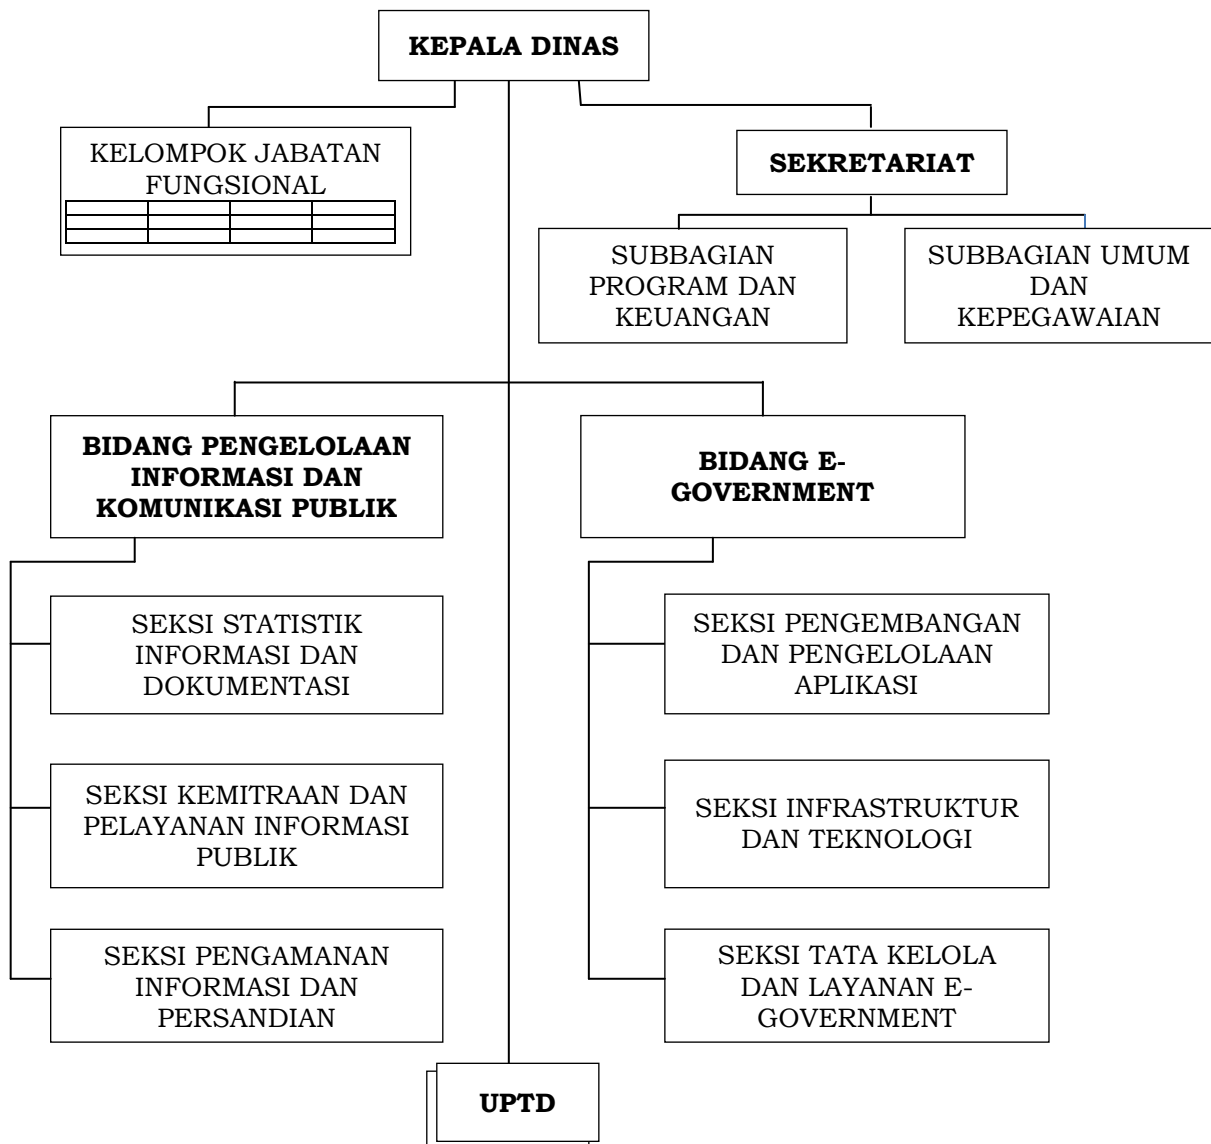 KEPALA DINAS
KELOMPOK JABATAN
FUNGSIONAL
SEKRETARIAT
SUBBAGIAN
PROGRAM DAN
KEUANGAN
SUBBAGIAN UMUM
DAN
KEPEGAWAIAN
BIDANG PENGELOLAAN
INFORMASI DAN
KOMUNIKASI PUBLIK
BIDANG E-
GOVERNMENT
SEKSI STATISTIK
INFORMASI DAN
DOKUMENTASI
SEKSI PENGEMBANGAN
DAN PENGELOLAAN
APLIKASI
SEKSI KEMITRAAN DAN
PELAYANAN INFORMASI
PUBLIK
SEKSI INFRASTRUKTUR
DAN TEKNOLOGI
SEKSI PENGAMANAN
INFORMASI DAN
PERSANDIAN
SEKSI TATA KELOLA
DAN LAYANAN E-
GOVERNMENT
UPTD